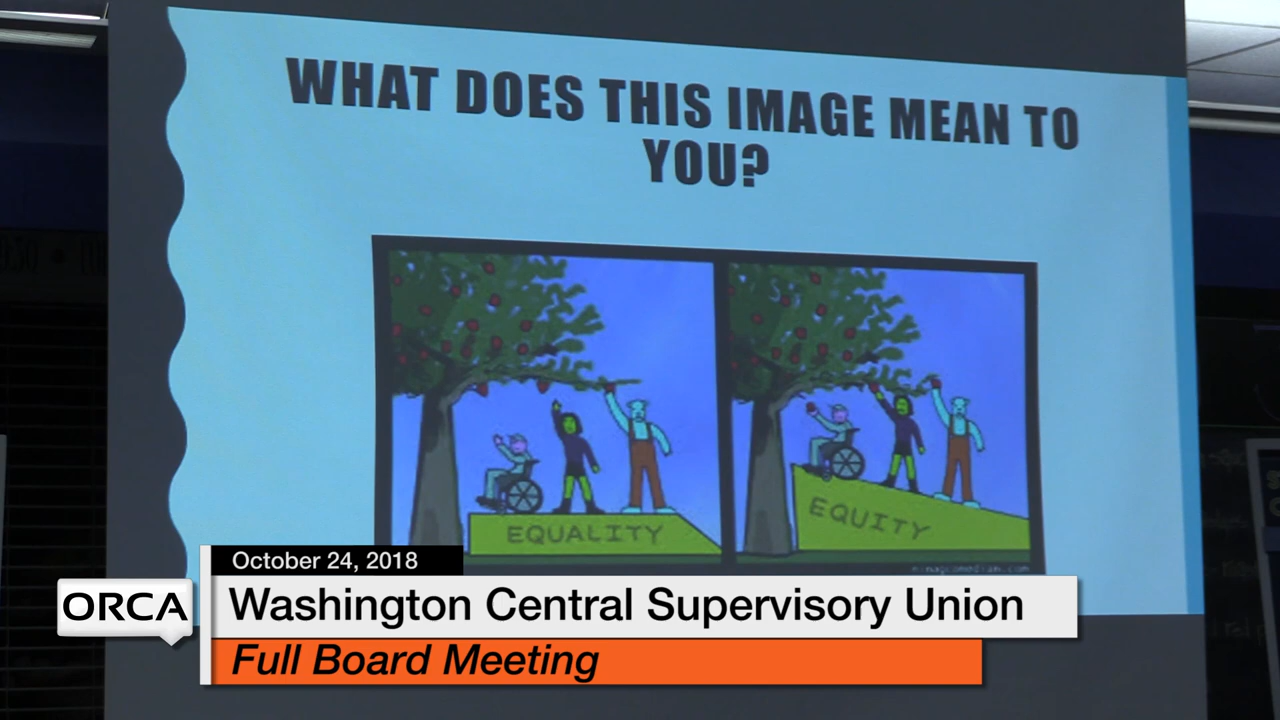 WHAT DOES THIS IMAGE MEAN TO
YOU?
EQUALITY
EQUITY
October 24, 2018
ORCA
Washington Central Supervisory Union
Full Board Meeting